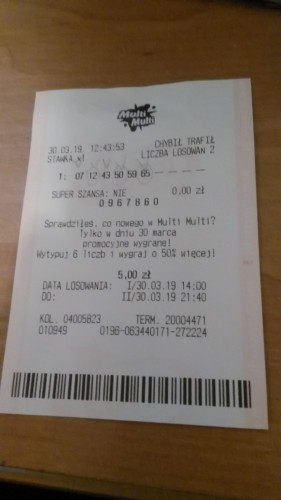 Multi
Multi
30.03.19 12:43:53 CHYBIŁ TRAFIŁ
STAWKA x1 LICZBA LOSOWAŃ 2
1: 07 12 43 50 59 65 -- -- -- --
SUPER SZANSA: NIE 0,00 zł
0967860
Sprawdziłeś, co nowego w Multi Multi?
Tylko w dniu 30 marca
promocyjne wygrane!
Wytypuj 6 liczb i wygraj o 50% więcej!
5,00 zł
DATA LOSOWANIA: I/30.03.19 14:00
DO: II/30.03.19 21:40
KOL. 04005823 TERM. 20004471
010949 0198-063440171-272224